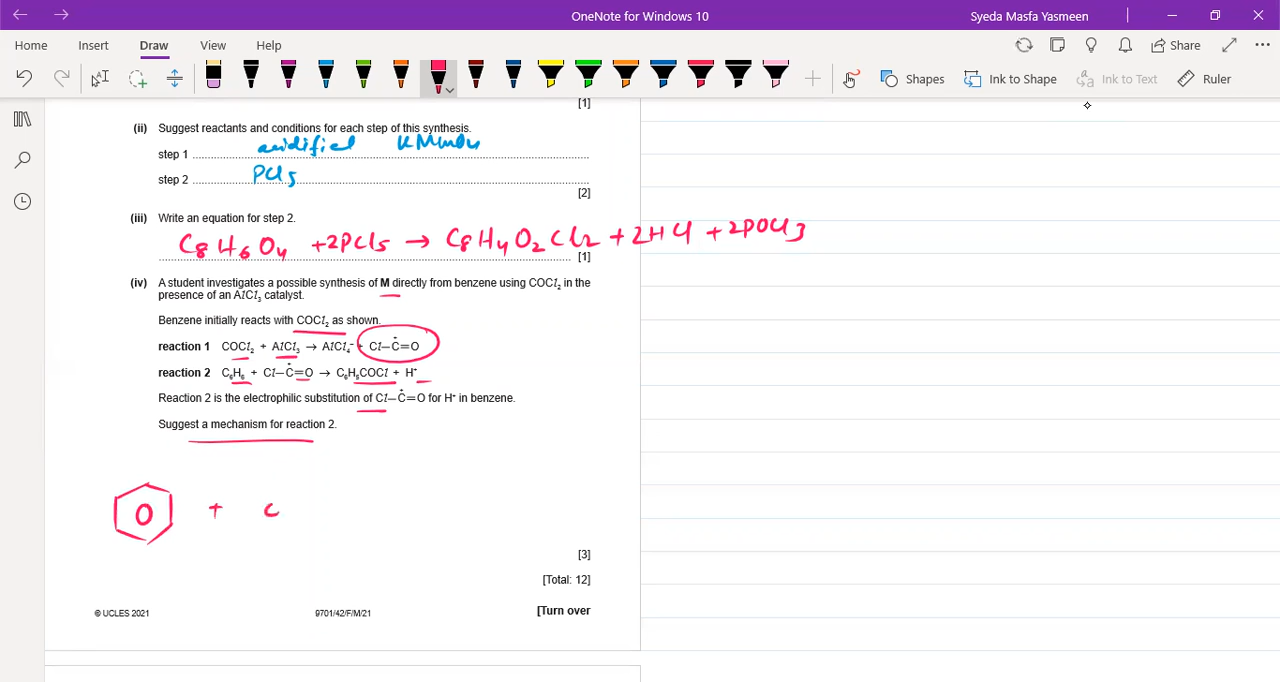 OneNote for Windows 10
Syeda Masfa Yasmeen
Home Insert Draw View Help
Share
Shapes Ink to Shape Ink to Text Ruler
[1]
(ii) Suggest reactants and conditions for each step of this synthesis.
step 1 acidified KMnO4
step 2 PCl5
[2]
(iii) Write an equation for step 2.
C8H6O4 + 2PCl5 → C8H4O2Cl2 + 2HCl + 2POCl3
[1]
(iv) A student investigates a possible synthesis of M directly from benzene using COCl2 in the
presence of an AlCl3 catalyst.
Benzene initially reacts with COCl2 as shown.
reaction 1 COCl2 + AlCl3 → AlCl4– + Cl–C+=O
reaction 2 C6H6 + Cl–C+=O → C6H5COCl + H+
Reaction 2 is the electrophilic substitution of Cl–C+=O for H+ in benzene.
Suggest a mechanism for reaction 2.
+ C
[3]
[Total: 12]
© UCLES 2021
9701/42/F/M/21
[Turn over